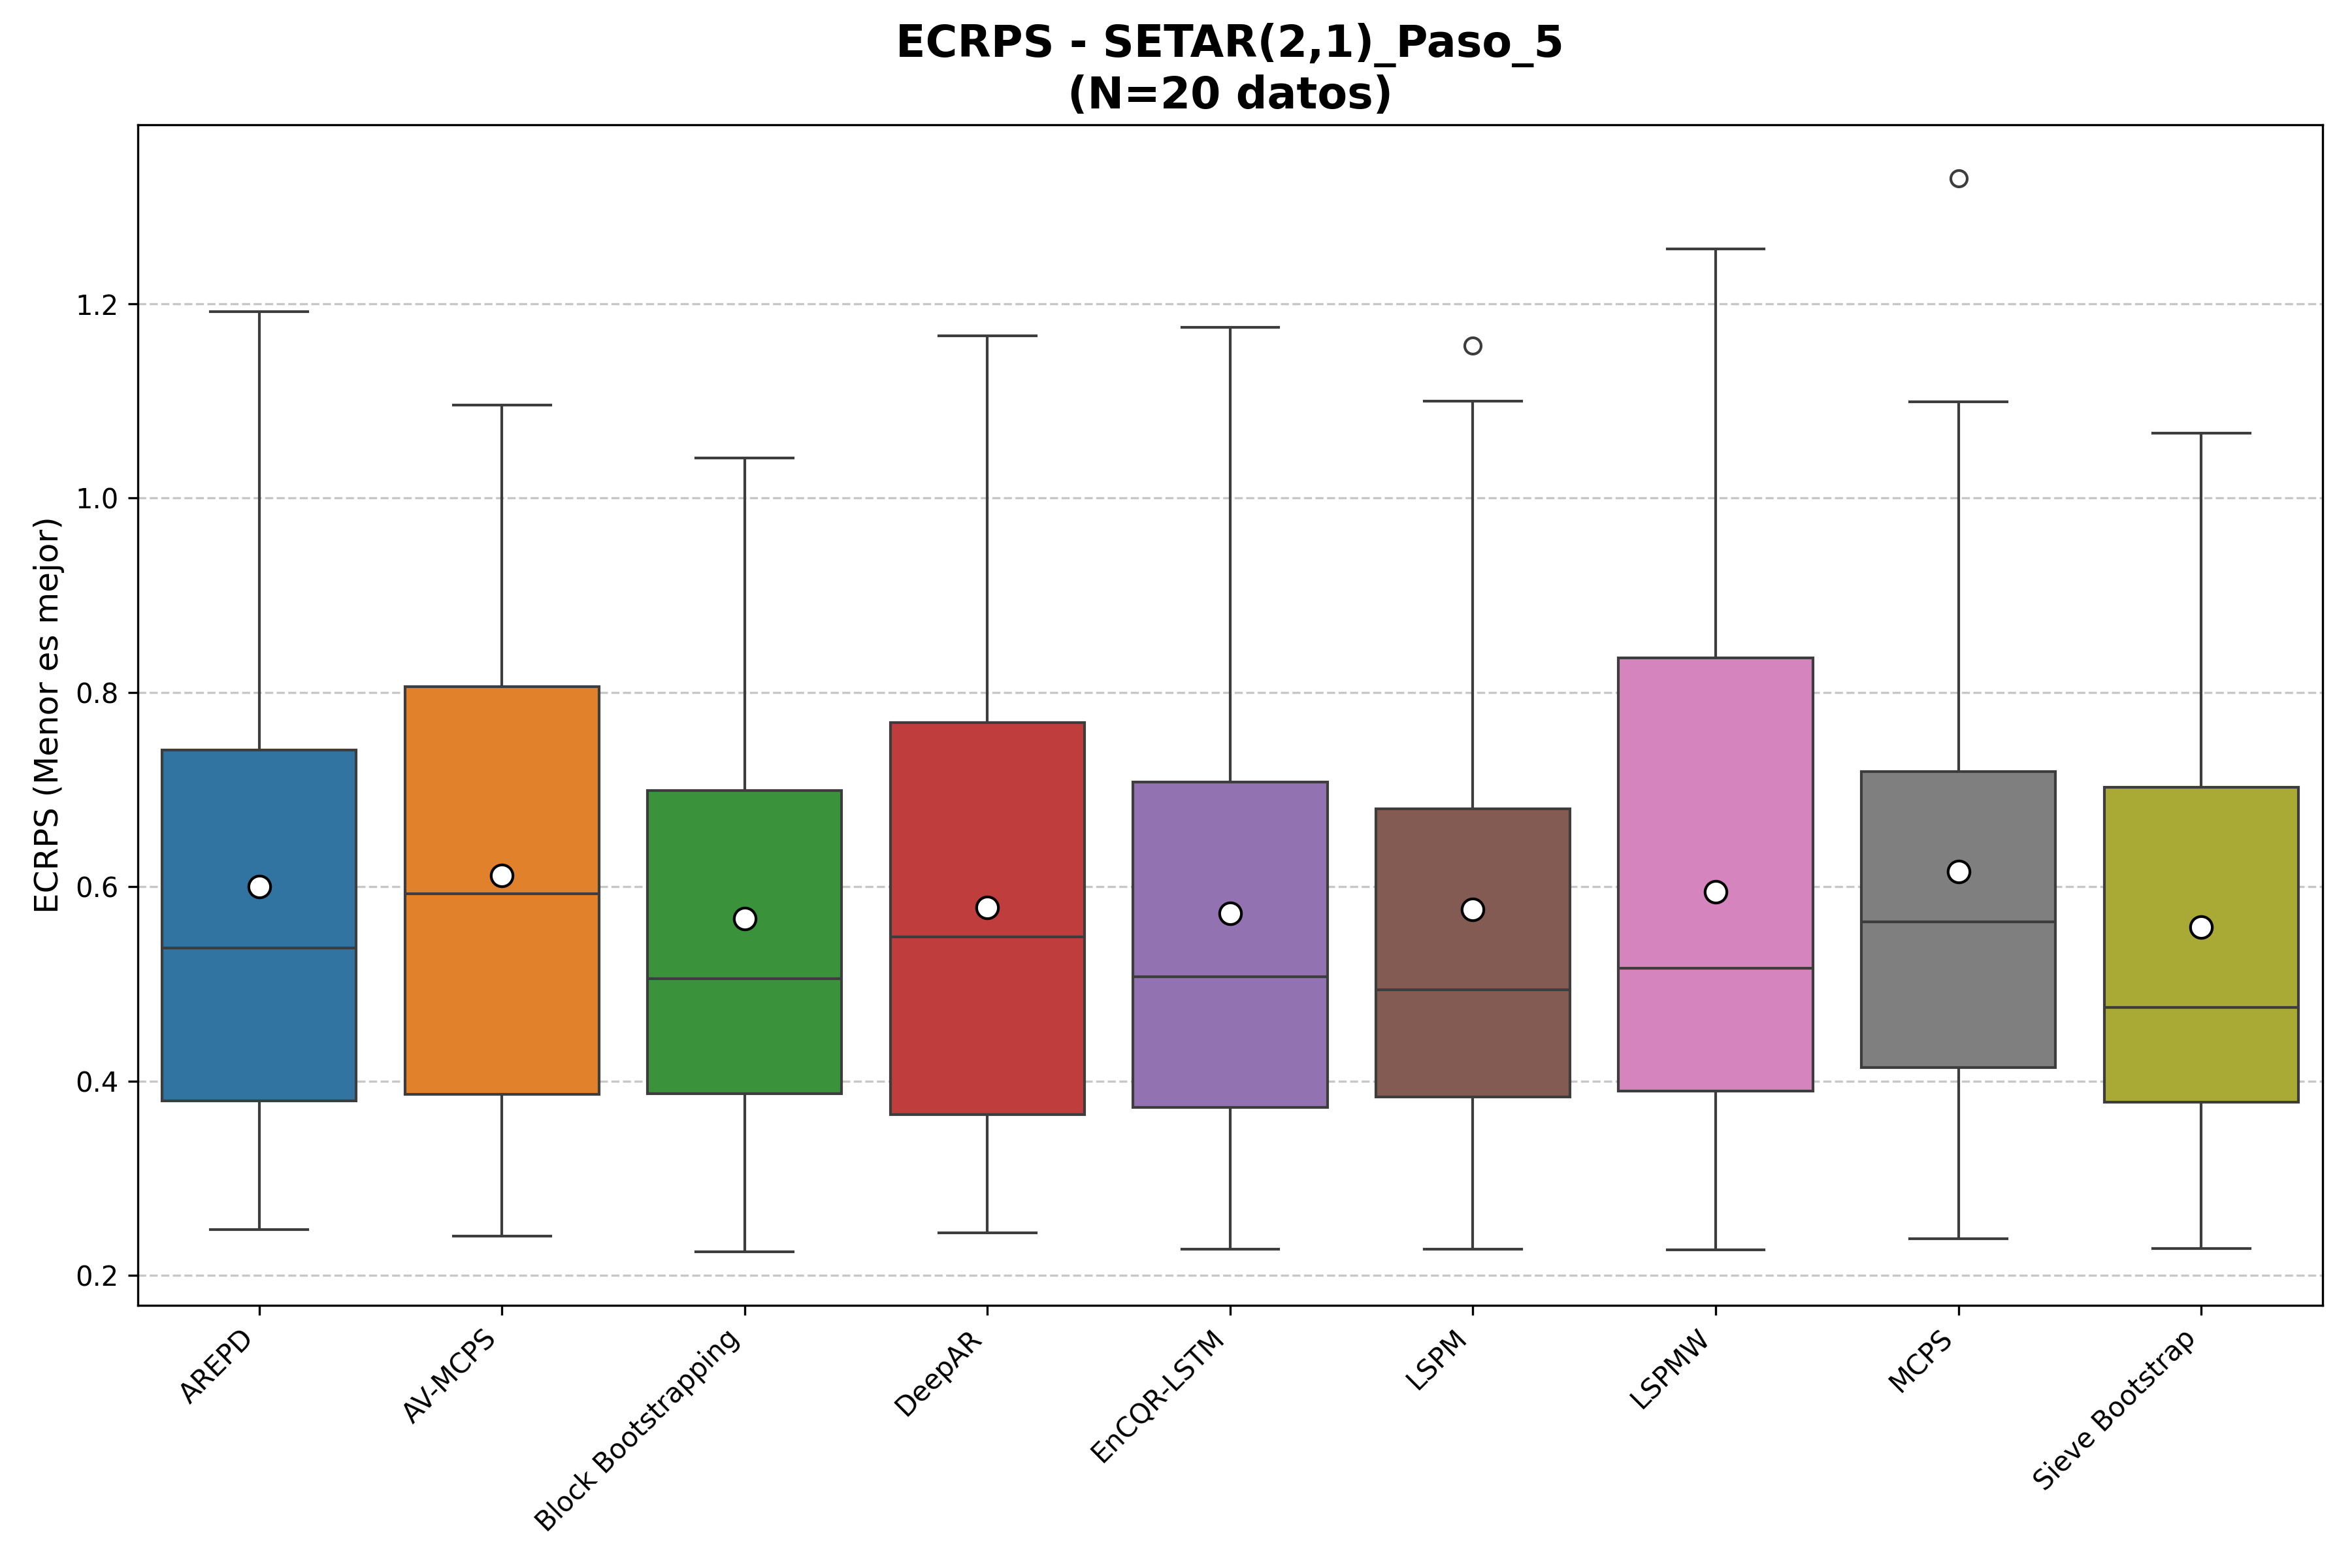 ECRPS - SETAR(2,1)_Paso_5
(N=20 datos)
ECRPS (Menor es mejor)
1.2
1.0
0.8
0.6
0.4
0.2
AREPD
AV-MCPS
Block Bootstrapping
DeepAR
EnCQR-LSTM
LSPM
LSPMW
MCPS
Sieve Bootstrap